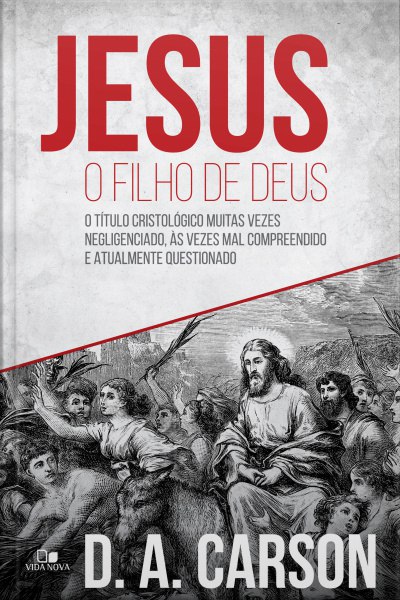 JESUS
O FILHO DE DEUS
O TÍTULO CRISTOLÓGICO MUITAS VEZES
NEGLIGENCIADO, ÀS VEZES MAL COMPREENDIDO
E ATUALMENTE QUESTIONADO
VIDA NOVA
D. A. CARSON